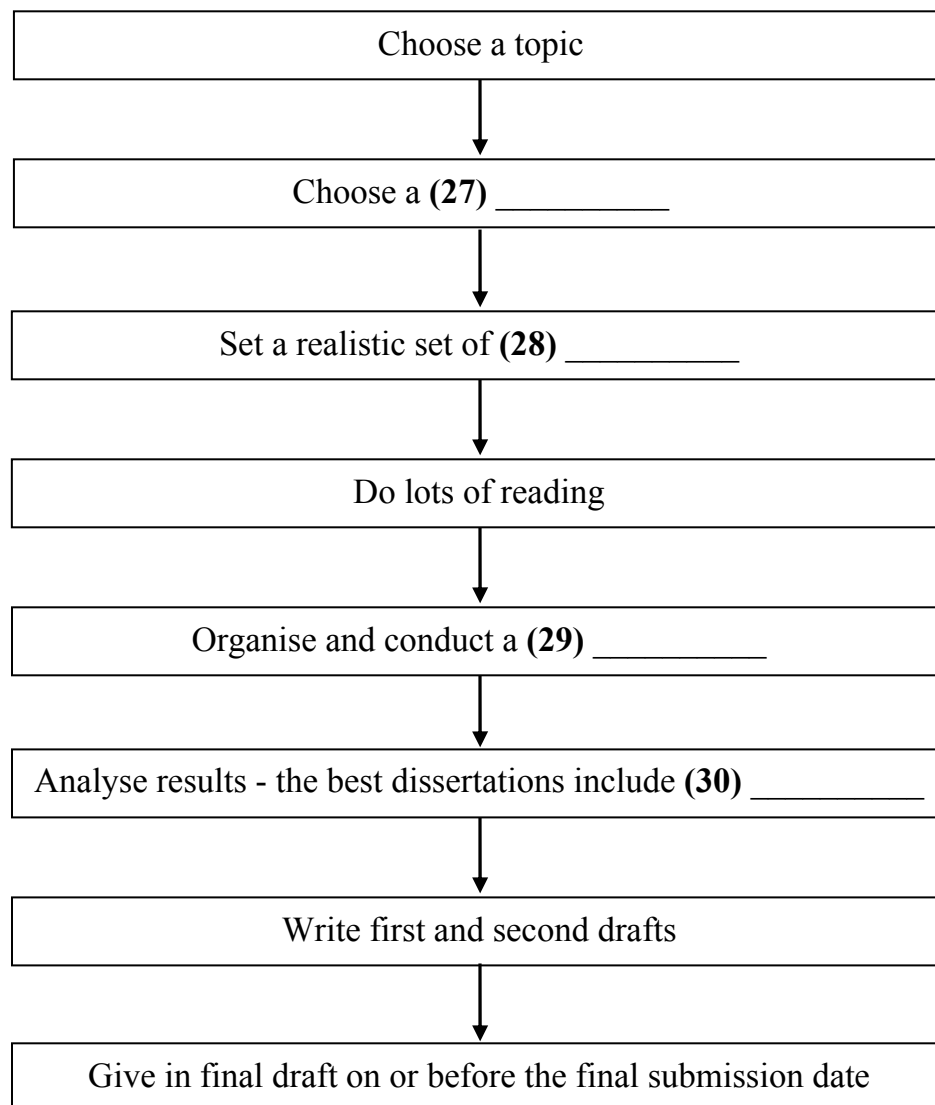 Choose a topic
Choose a (27) __________
Set a realistic set of (28) __________
Do lots of reading
Organise and conduct a (29) __________
Analyse results - the best dissertations include (30) __________
Write first and second drafts
Give in final draft on or before the final submission date